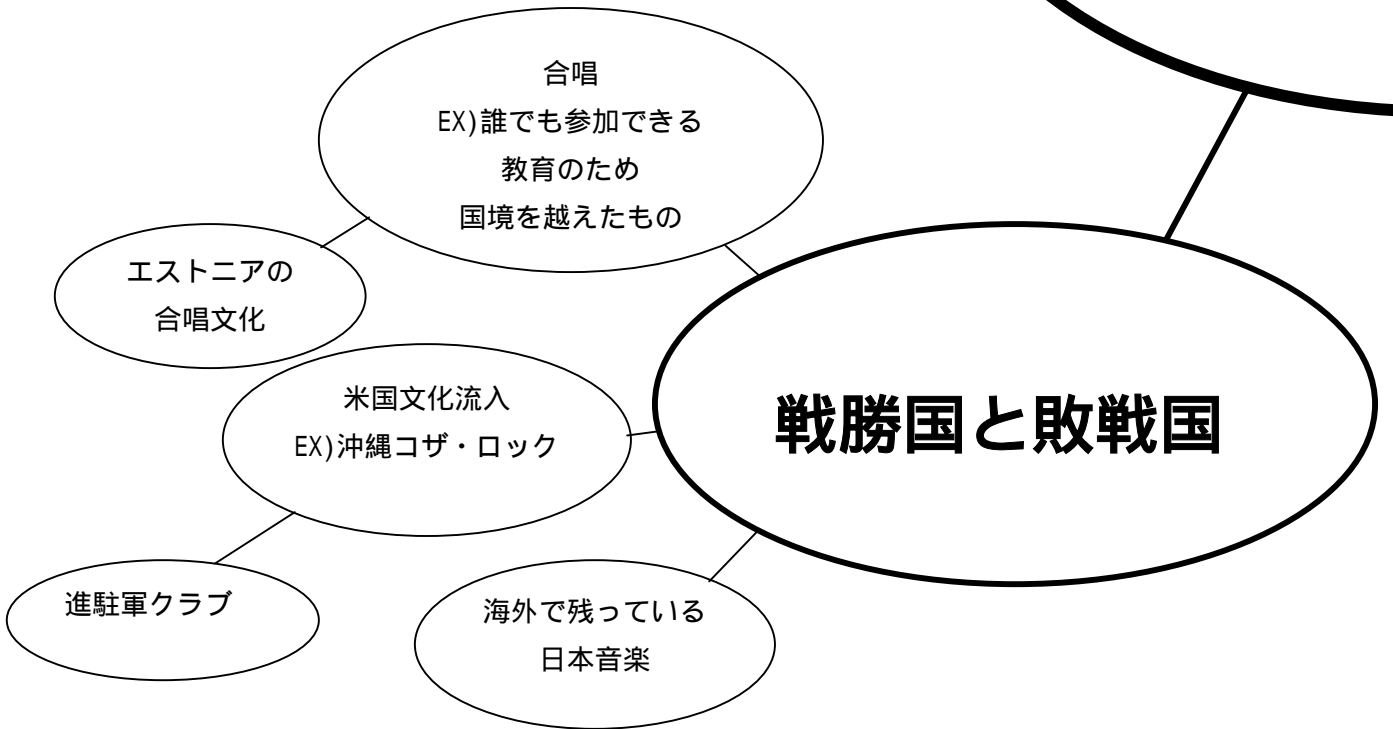 合唱
EX)誰でも参加できる
教育のため
国境を越えたもの
エストニアの
合唱文化
米国文化流入
EX)沖縄コザ・ロック
戦勝国と敗戦国
進駐軍クラブ
海外で残っている
日本音楽